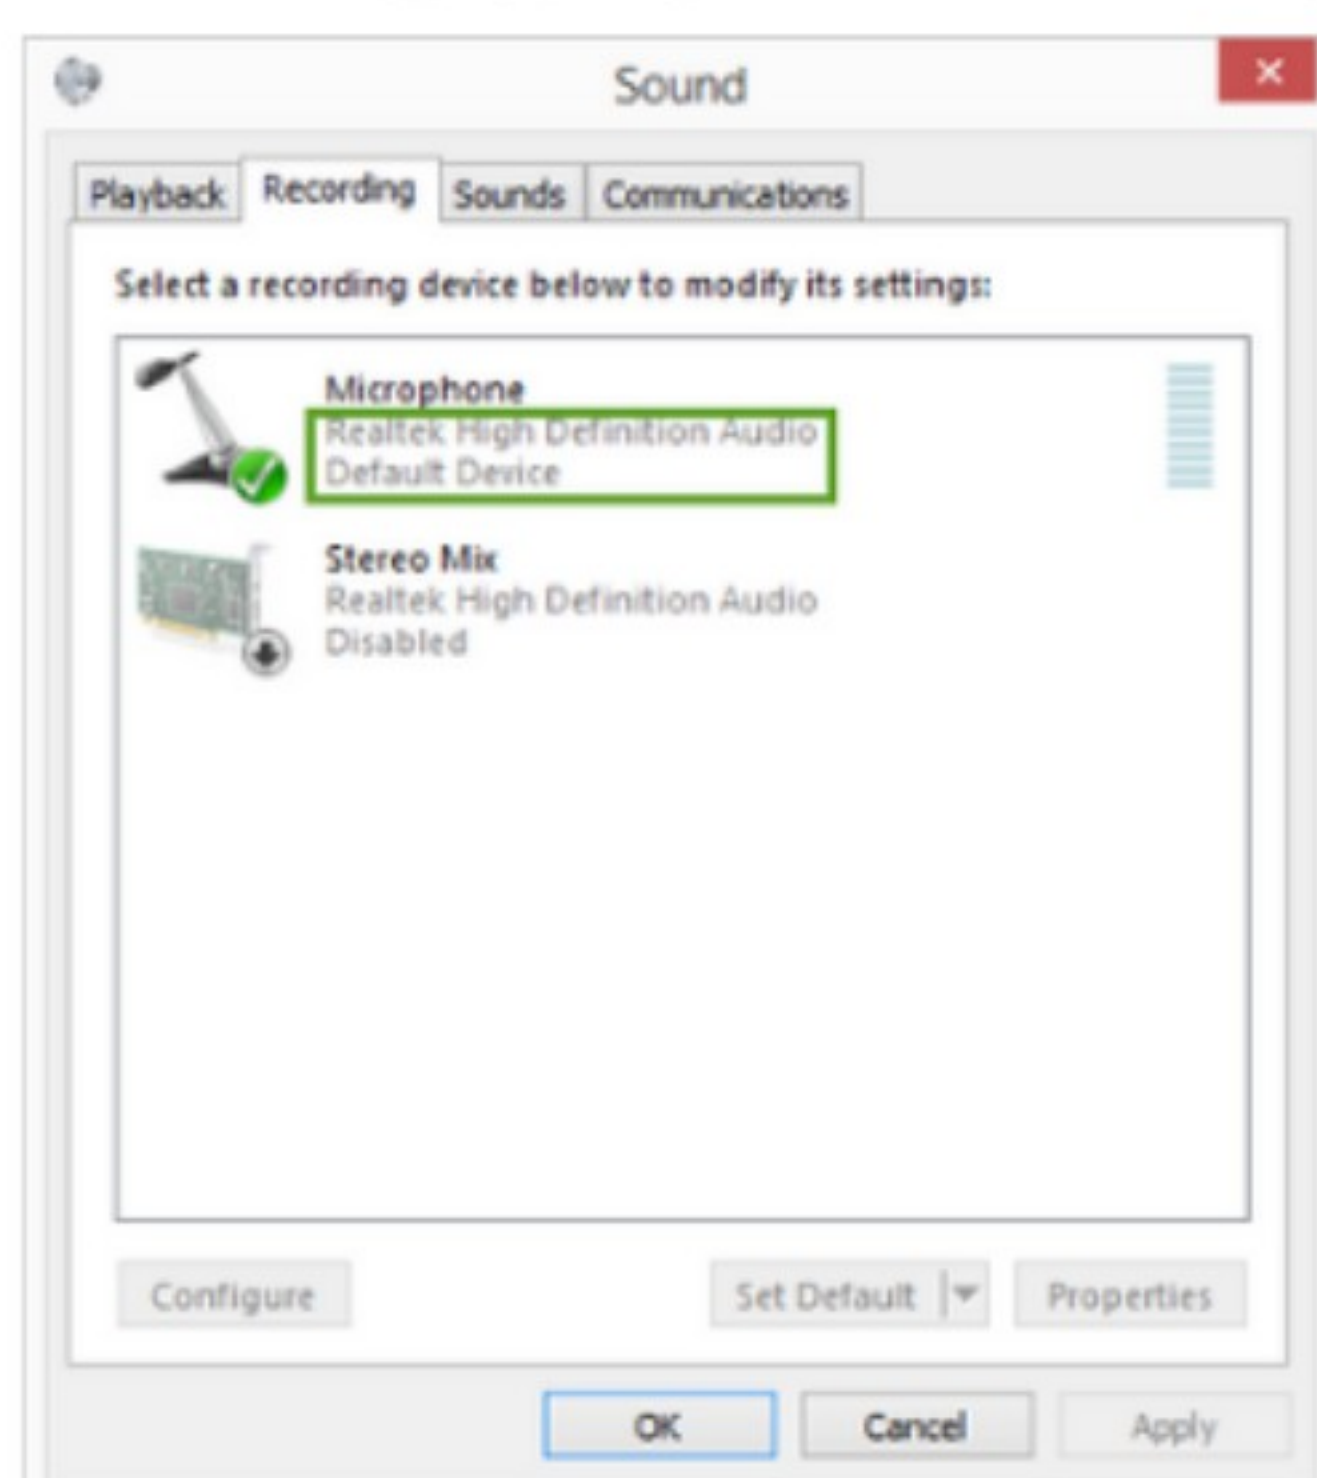 Sound
Playback Recording Sounds Communications
Select a recording device below to modify its settings:
Microphone
Realtek High Definition Audio
Default Device
Stereo Mix
Realtek High Definition Audio
Disabled
Configure Set Default Properties
OK Cancel Apply